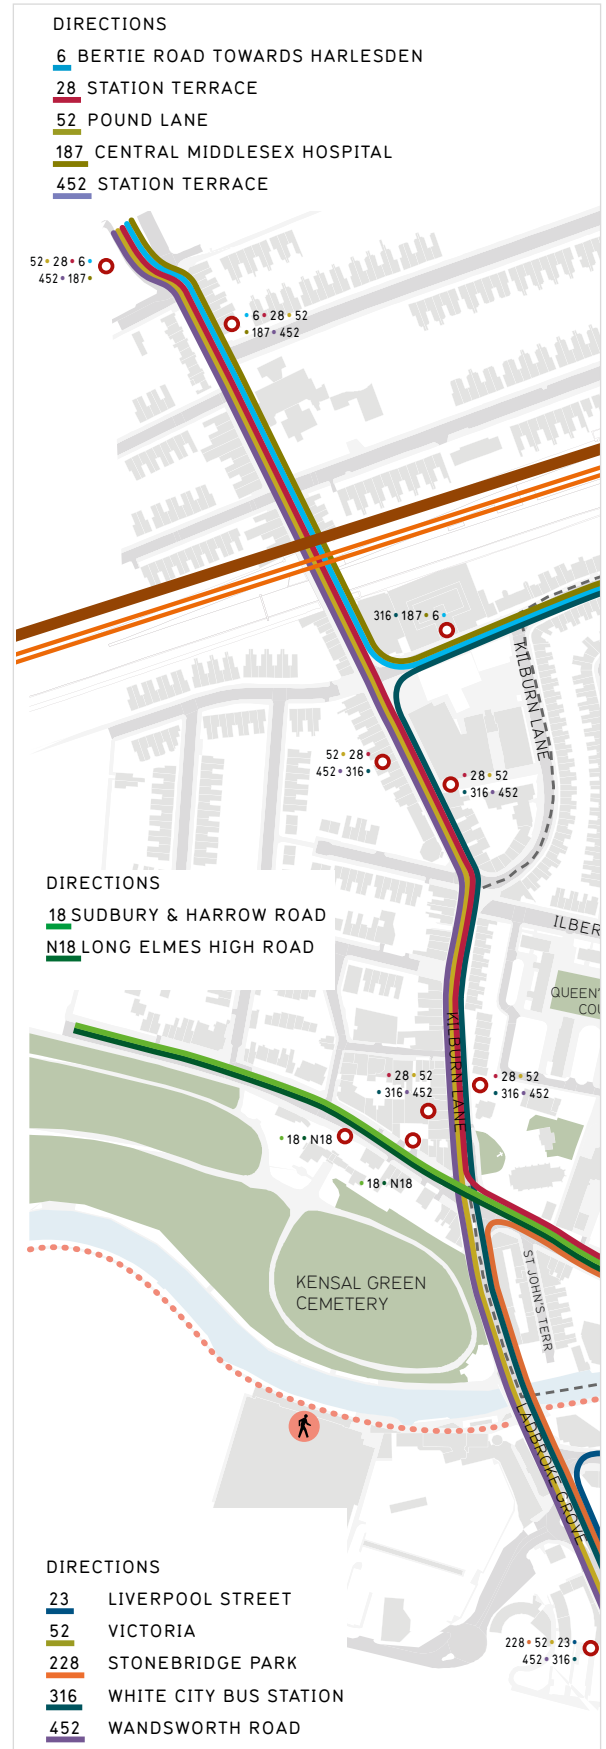 DIRECTIONS
6 BERTIE ROAD TOWARDS HARLESDEN
28 STATION TERRACE
52 POUND LANE
187 CENTRAL MIDDLESEX HOSPITAL
452 STATION TERRACE
52 • 28 • 6 •
452 • 187 •
• 6 • 28 • 52
• 187 • 452
316 • 187 • 6 •
KILBURN LANE
52 • 28 •
452 • 316 •
• 28 • 52
• 316 • 452
DIRECTIONS
18 SUDBURY & HARROW ROAD
N18 LONG ELMES HIGH ROAD
ILBER
QUEEN'
COU
KILBURN LANE
• 28 • 52
• 316 • 452
• 28 • 52
• 316 • 452
• 18 • N18
• 18 • N18
KENSAL GREEN
CEMETERY
ST JOHN'S TERR
LADBROKE GROVE
DIRECTIONS
23 LIVERPOOL STREET
52 VICTORIA
228 STONEBRIDGE PARK
316 WHITE CITY BUS STATION
452 WANDSWORTH ROAD
228 • 52 • 23 •
452 • 316 •